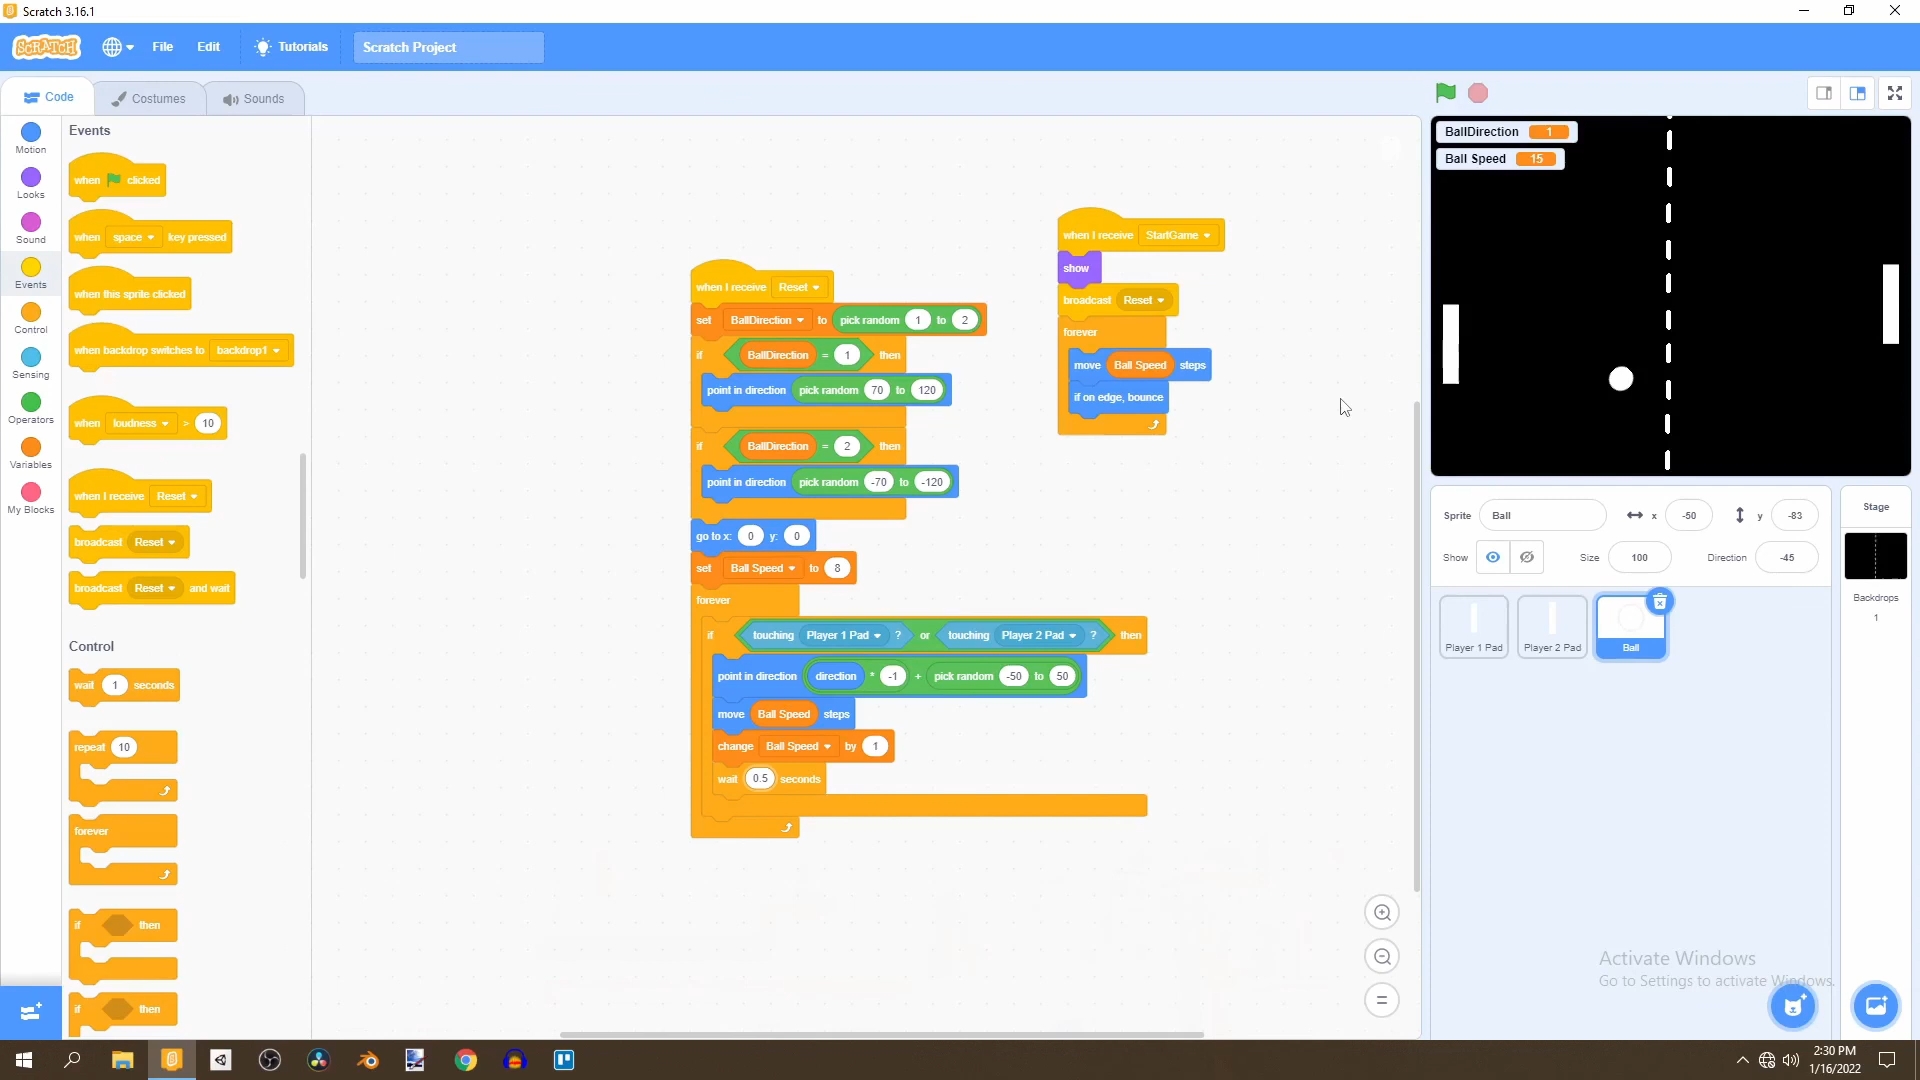 Scratch 3.16.1
SCRATCH File Edit Tutorials Scratch Project
Code Costumes Sounds
Motion
Looks
Sound
Events
Control
Sensing
Operators
Variables
My Blocks
Events
when clicked
when space key pressed
when this sprite clicked
when backdrop switches to backdrop1
when loudness > 10
when I receive Reset
broadcast Reset
broadcast Reset and wait
Control
wait 1 seconds
repeat 10
forever
if then
if then
when I receive Reset
set BallDirection to pick random 1 to 2
if BallDirection = 1 then
point in direction pick random 70 to 120
if BallDirection = 2 then
point in direction pick random -70 to -120
go to x: 0 y: 0
set Ball Speed to 8
forever
if touching Player 1 Pad ? or touching Player 2 Pad ? then
point in direction direction * -1 + pick random -50 to 50
move Ball Speed steps
change Ball Speed by 1
wait 0.5 seconds
when I receive StartGame
show
broadcast Reset
forever
move Ball Speed steps
if on edge, bounce
BallDirection 1
Ball Speed 15
Sprite Ball x -50 y -83
Show Size 100 Direction -45
Player 1 Pad Player 2 Pad Ball
Stage
Backdrops
1
Activate Windows
Go to Settings to activate Windows.
2:30 PM
1/16/2022